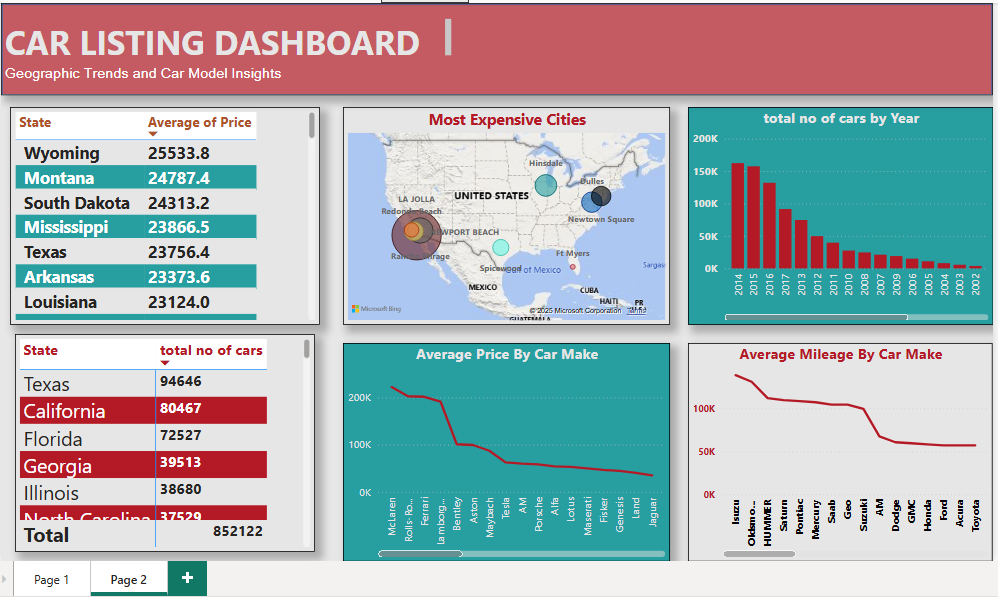 CAR LISTING DASHBOARD
Geographic Trends and Car Model Insights
State Average of Price
Wyoming 25533.8
Montana 24787.4
South Dakota 24313.2
Mississippi 23866.5
Texas 23756.4
Arkansas 23373.6
Louisiana 23124.0
Most Expensive Cities
Hinsdale
Dulles
UNITED STATES
LA JOLLA
Newtown Square
NEWPORT BEACH
Ft Myers
Spicewood
Gulf of Mexico
Sargas
MEXICO
CUBA
HAITI
PR
Microsoft Bing
© 2025 Microsoft Corporation Terms
GUATEMALA
total no of cars by Year
200K
150K
100K
50K
0K
2014 2015 2016 2017 2013 2012 2011 2010 2008 2007 2009 2006 2005 2004 2003 2002
State total no of cars
Texas 94646
California 80467
Florida 72527
Georgia 39513
Illinois 38680
North Carolina 37529
Total 852122
Average Price By Car Make
200K
100K
0K
McLaren Rolls-Ro... Ferrari Lamborg... Bentley Aston Maybach Tesla AM Porsche Alfa Lotus Maserati Fisker Genesis Land Jaguar
Average Mileage By Car Make
100K
50K
0K
Isuzu Oldsmo... HUMMER Saturn Pontiac Mercury Saab Geo Suzuki AM Dodge GMC Honda Ford Acura Toyota
Page 1 Page 2 +